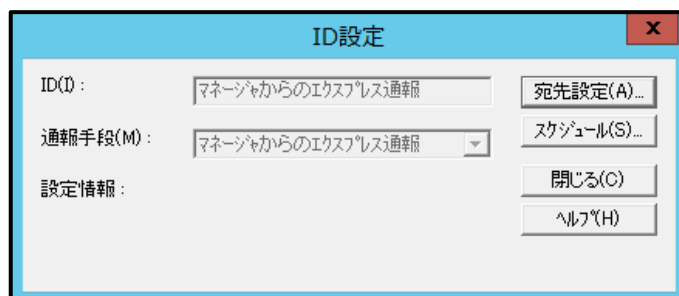 ID設定
x
ID(I) :
マネージャからのエクスプレス通報
宛先設定(A)...
通報手段(M) :
マネージャからのエクスプレス通報
スケジュール(S)...
設定情報 :
閉じる(C)
ヘルプ(H)